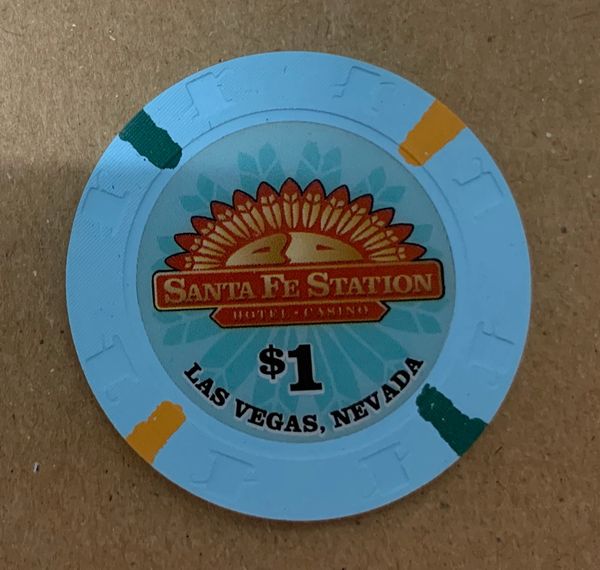 SANTA FE STATION
HOTEL · CASINO
$1
LAS VEGAS, NEVADA